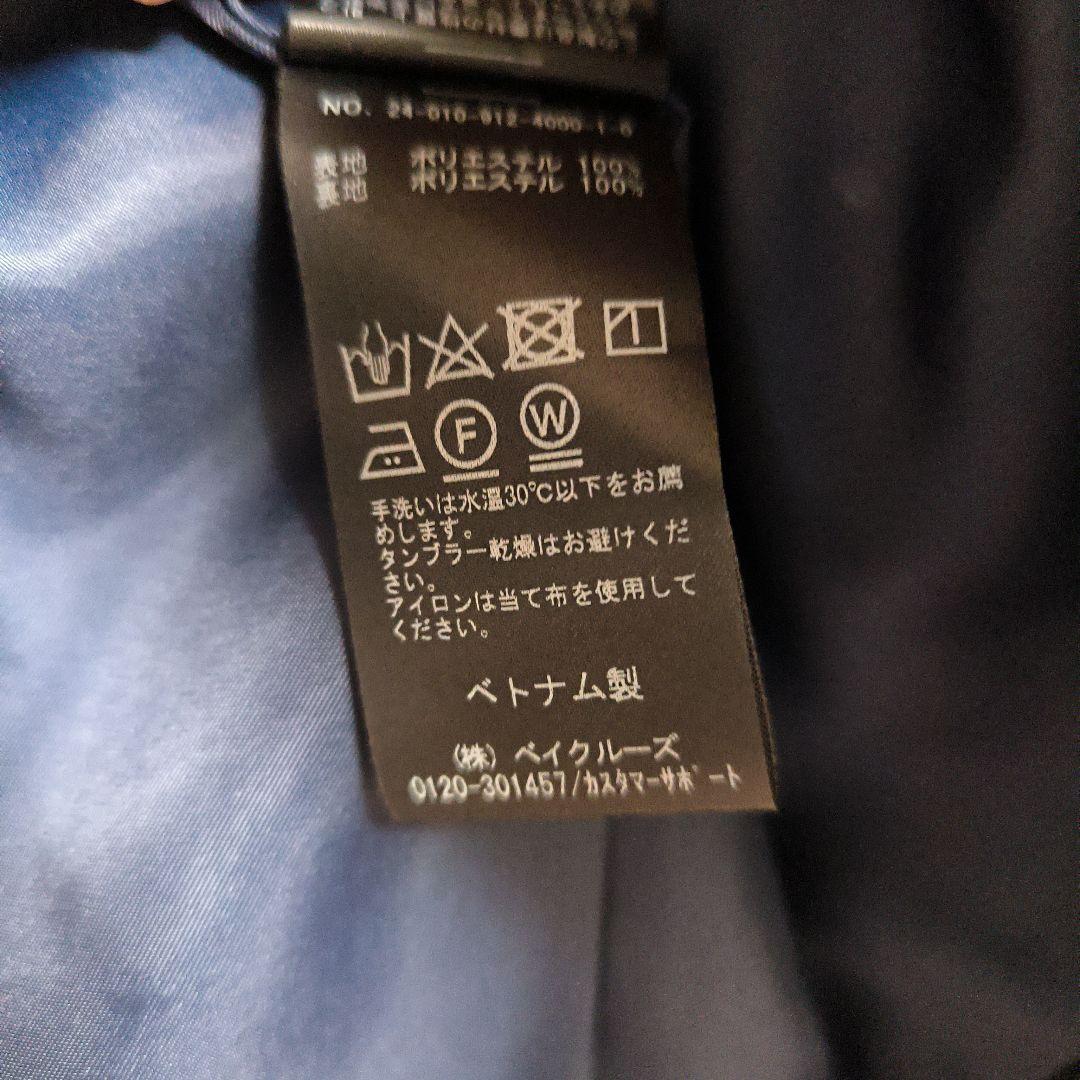 NO. 24-010-912-4000-1-0
表地 ポリエステル 100%
裏地 ポリエステル 100%
F W
手洗いは水温30℃以下をお薦
めします。
タンブラー乾燥はお避けくだ
さい。
アイロンは当て布を使用して
ください。
ベトナム製
(株) ベイクルーズ
0120-301457/カスタマーサポート